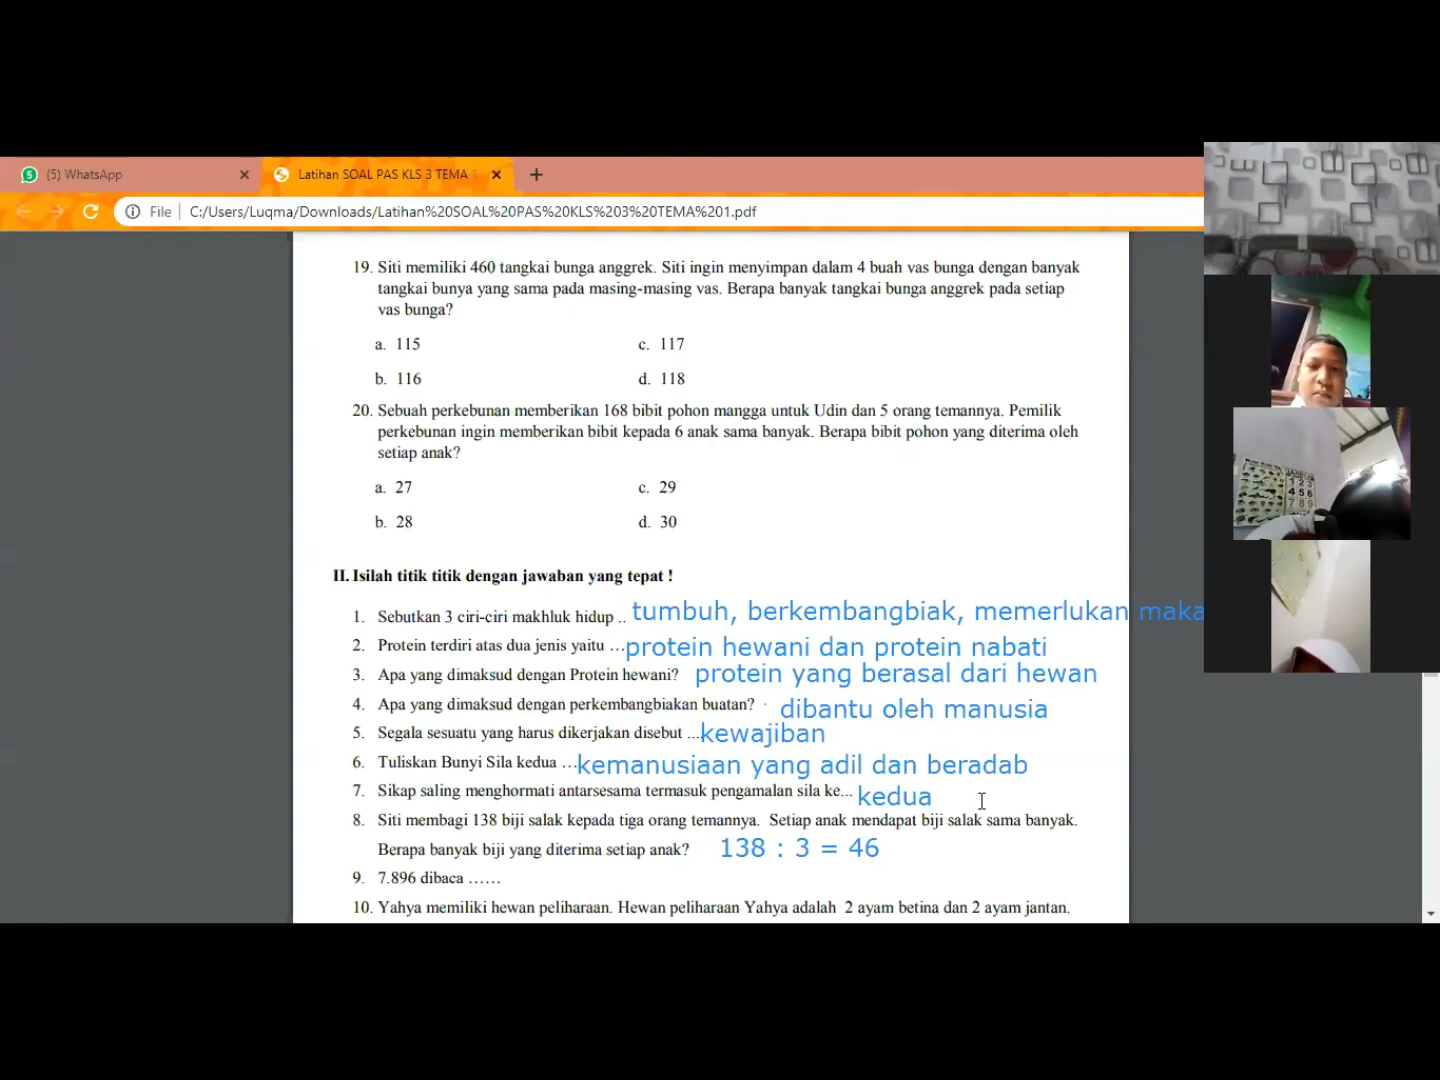 (5) WhatsApp
Latihan SOAL PAS KLS 3 TEMA
File
C:/Users/Luqma/Downloads/Latihan%20SOAL%20PAS%20KLS%203%20TEMA%201.pdf
19. Siti memiliki 460 tangkai bunga anggrek. Siti ingin menyimpan dalam 4 buah vas bunga dengan banyak
tangkai bunya yang sama pada masing-masing vas. Berapa banyak tangkai bunga anggrek pada setiap
vas bunga?
a. 115 c. 117
b. 116 d. 118
20. Sebuah perkebunan memberikan 168 bibit pohon mangga untuk Udin dan 5 orang temannya. Pemilik
perkebunan ingin memberikan bibit kepada 6 anak sama banyak. Berapa bibit pohon yang diterima oleh
setiap anak?
a. 27 c. 29
b. 28 d. 30
II. Isilah titik titik dengan jawaban yang tepat !
1. Sebutkan 3 ciri-ciri makhluk hidup .. tumbuh, berkembangbiak, memerlukan maka
2. Protein terdiri atas dua jenis yaitu ...protein hewani dan protein nabati
3. Apa yang dimaksud dengan Protein hewani? protein yang berasal dari hewan
4. Apa yang dimaksud dengan perkembangbiakan buatan? dibantu oleh manusia
5. Segala sesuatu yang harus dikerjakan disebut ...kewajiban
6. Tuliskan Bunyi Sila kedua ...kemanusiaan yang adil dan beradab
7. Sikap saling menghormati antarsesama termasuk pengamalan sila ke... kedua
8. Siti membagi 138 biji salak kepada tiga orang temannya. Setiap anak mendapat biji salak sama banyak.
Berapa banyak biji yang diterima setiap anak? 138 : 3 = 46
9. 7.896 dibaca ......
10. Yahya memiliki hewan peliharaan. Hewan peliharaan Yahya adalah 2 ayam betina dan 2 ayam jantan.
1 2 3
4 5 6
7 8 9